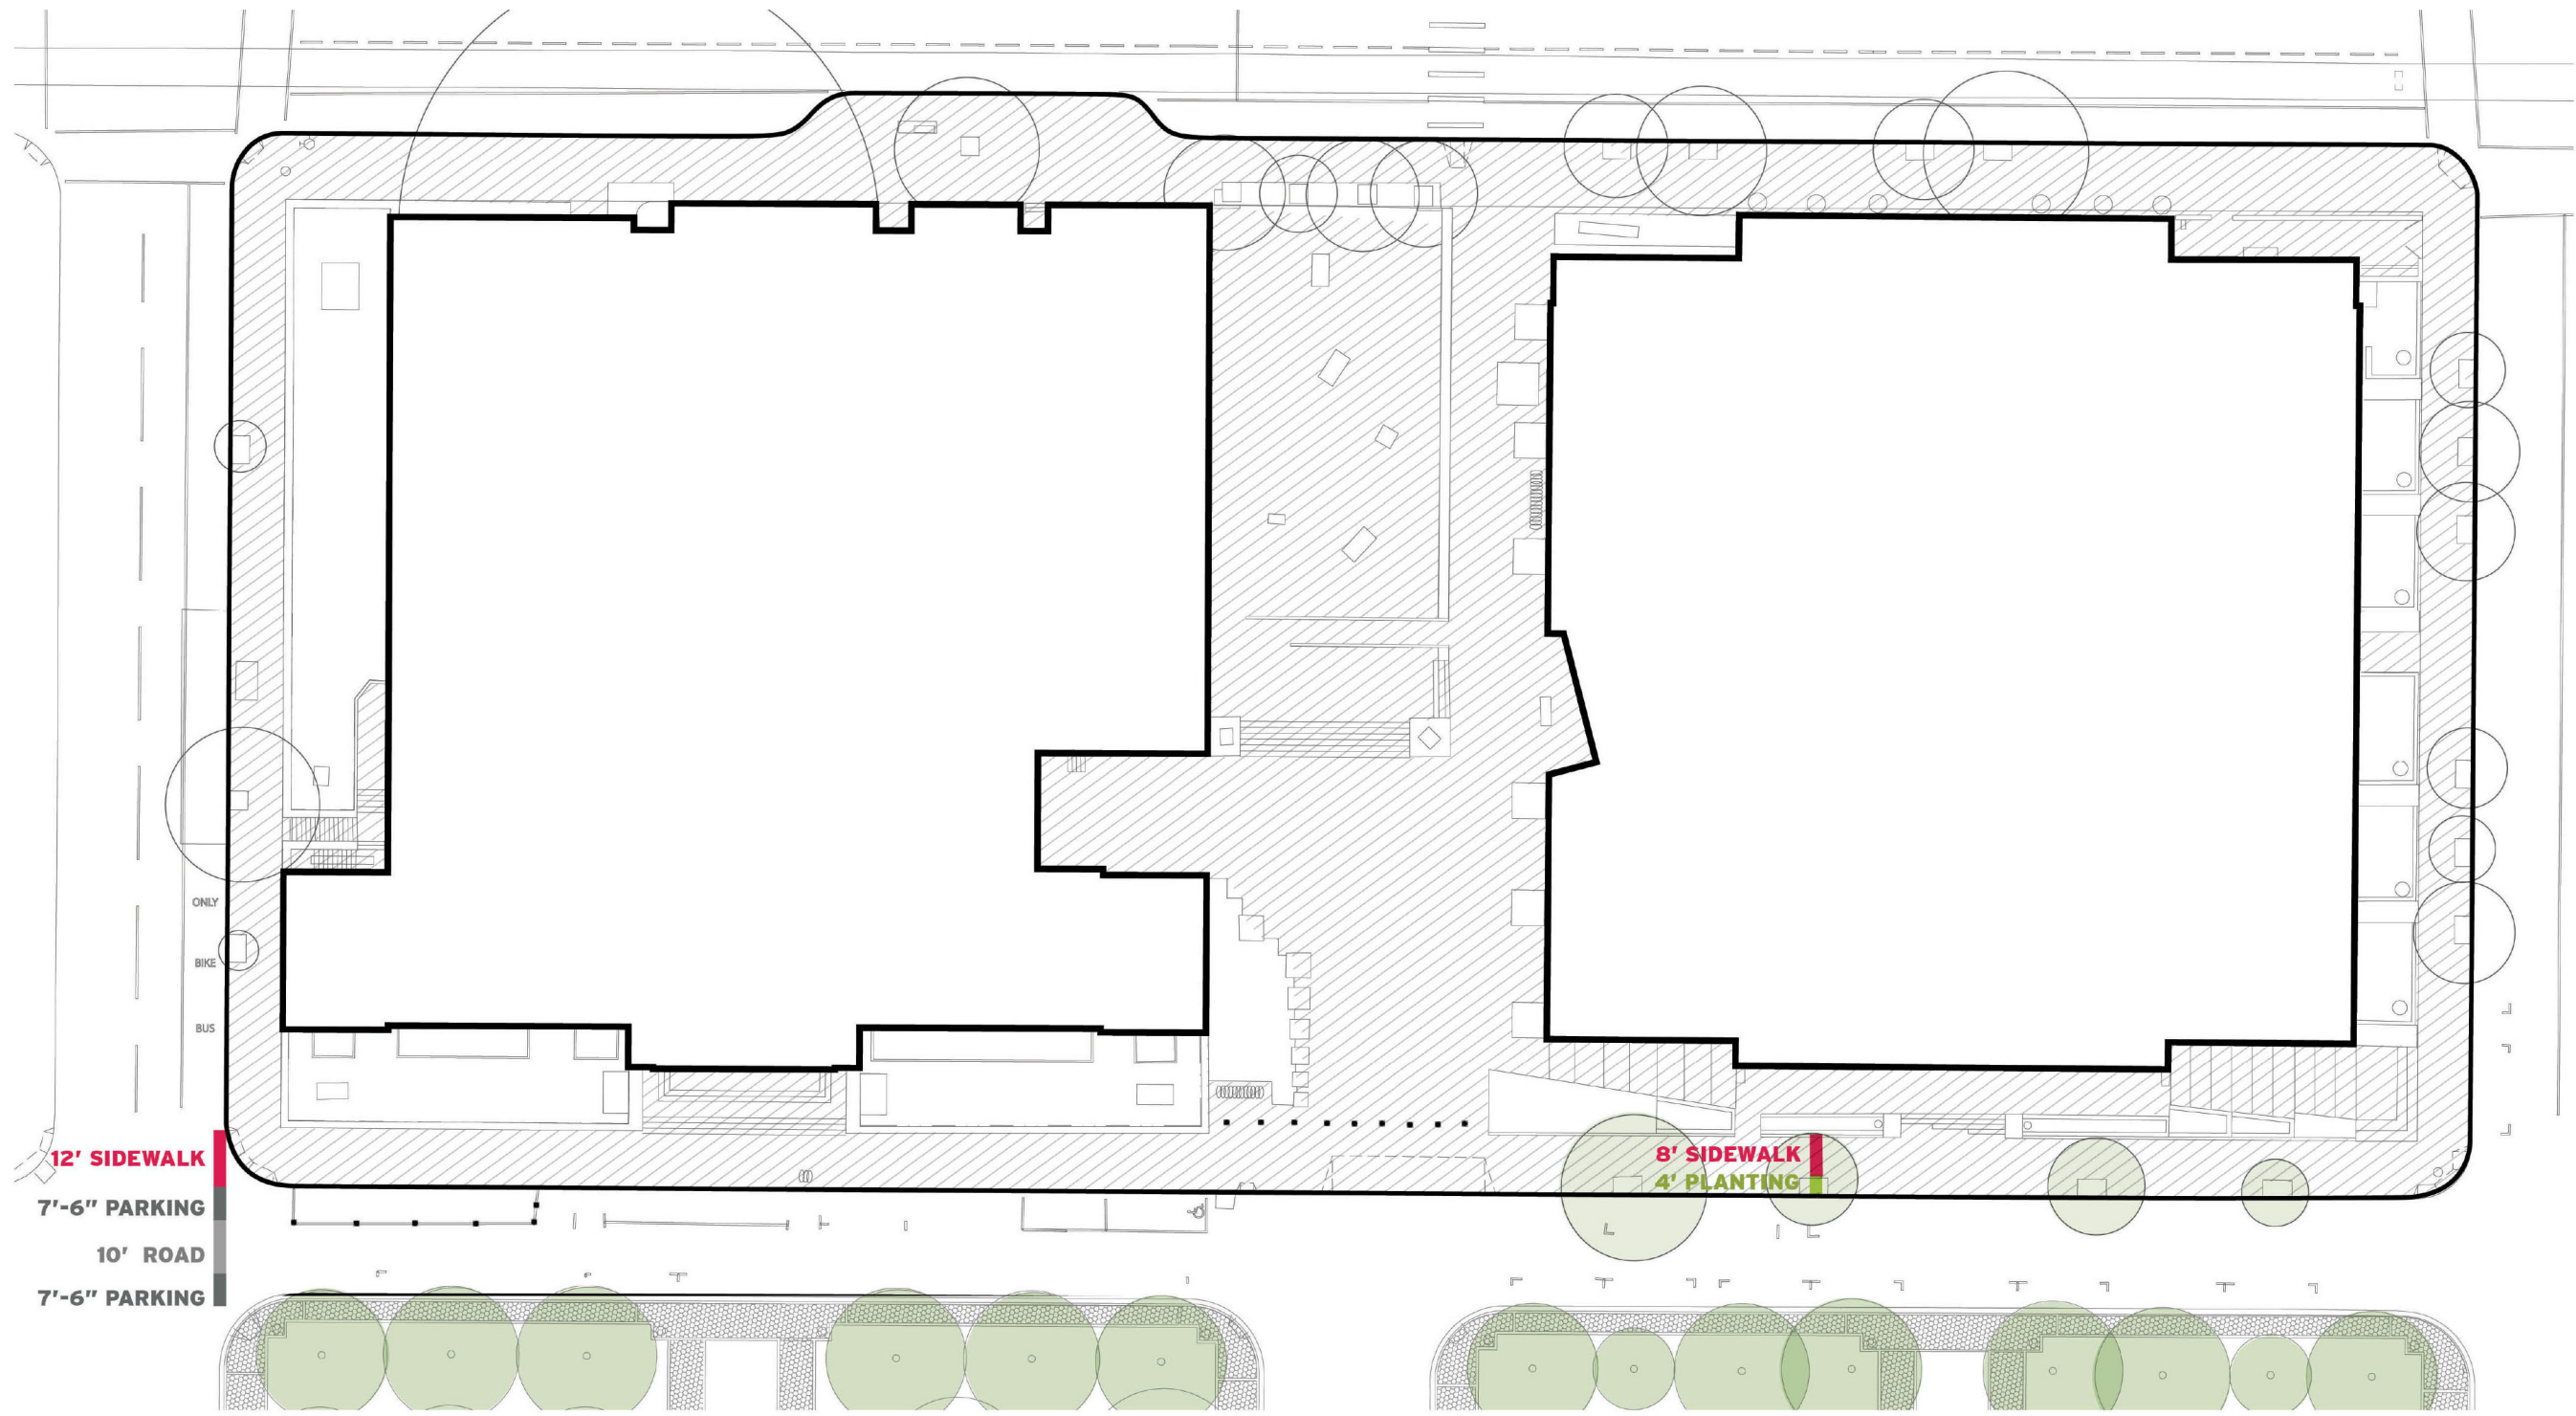 ONLY
BIKE
BUS
12' SIDEWALK
7'-6" PARKING
10' ROAD
7'-6" PARKING
8' SIDEWALK
4' PLANTING